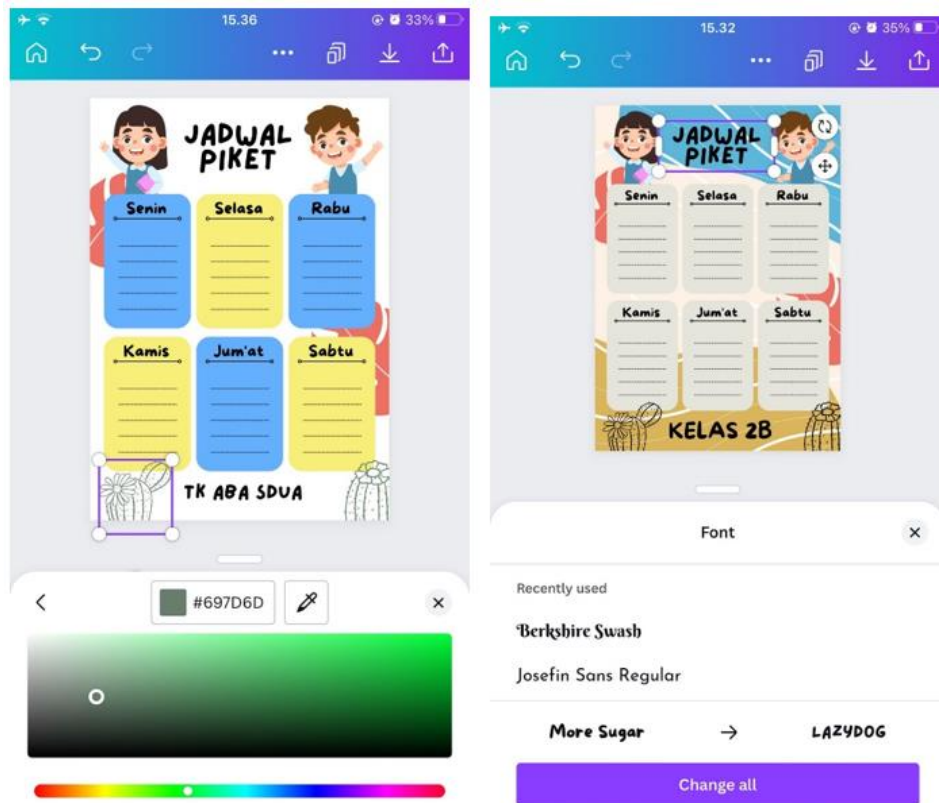 15.36
33%
JADWAL
PIKET
Senin
Selasa
Rabu
Kamis
Jum'at
Sabtu
TK ABA SDUA
#697D6D
15.32
35%
JADWAL
PIKET
Senin
Selasa
Rabu
Kamis
Jum'at
Sabtu
KELAS 2B
Font
Recently used
Berkshire Swash
Josefin Sans Regular
More Sugar → LAZYDOG
Change all